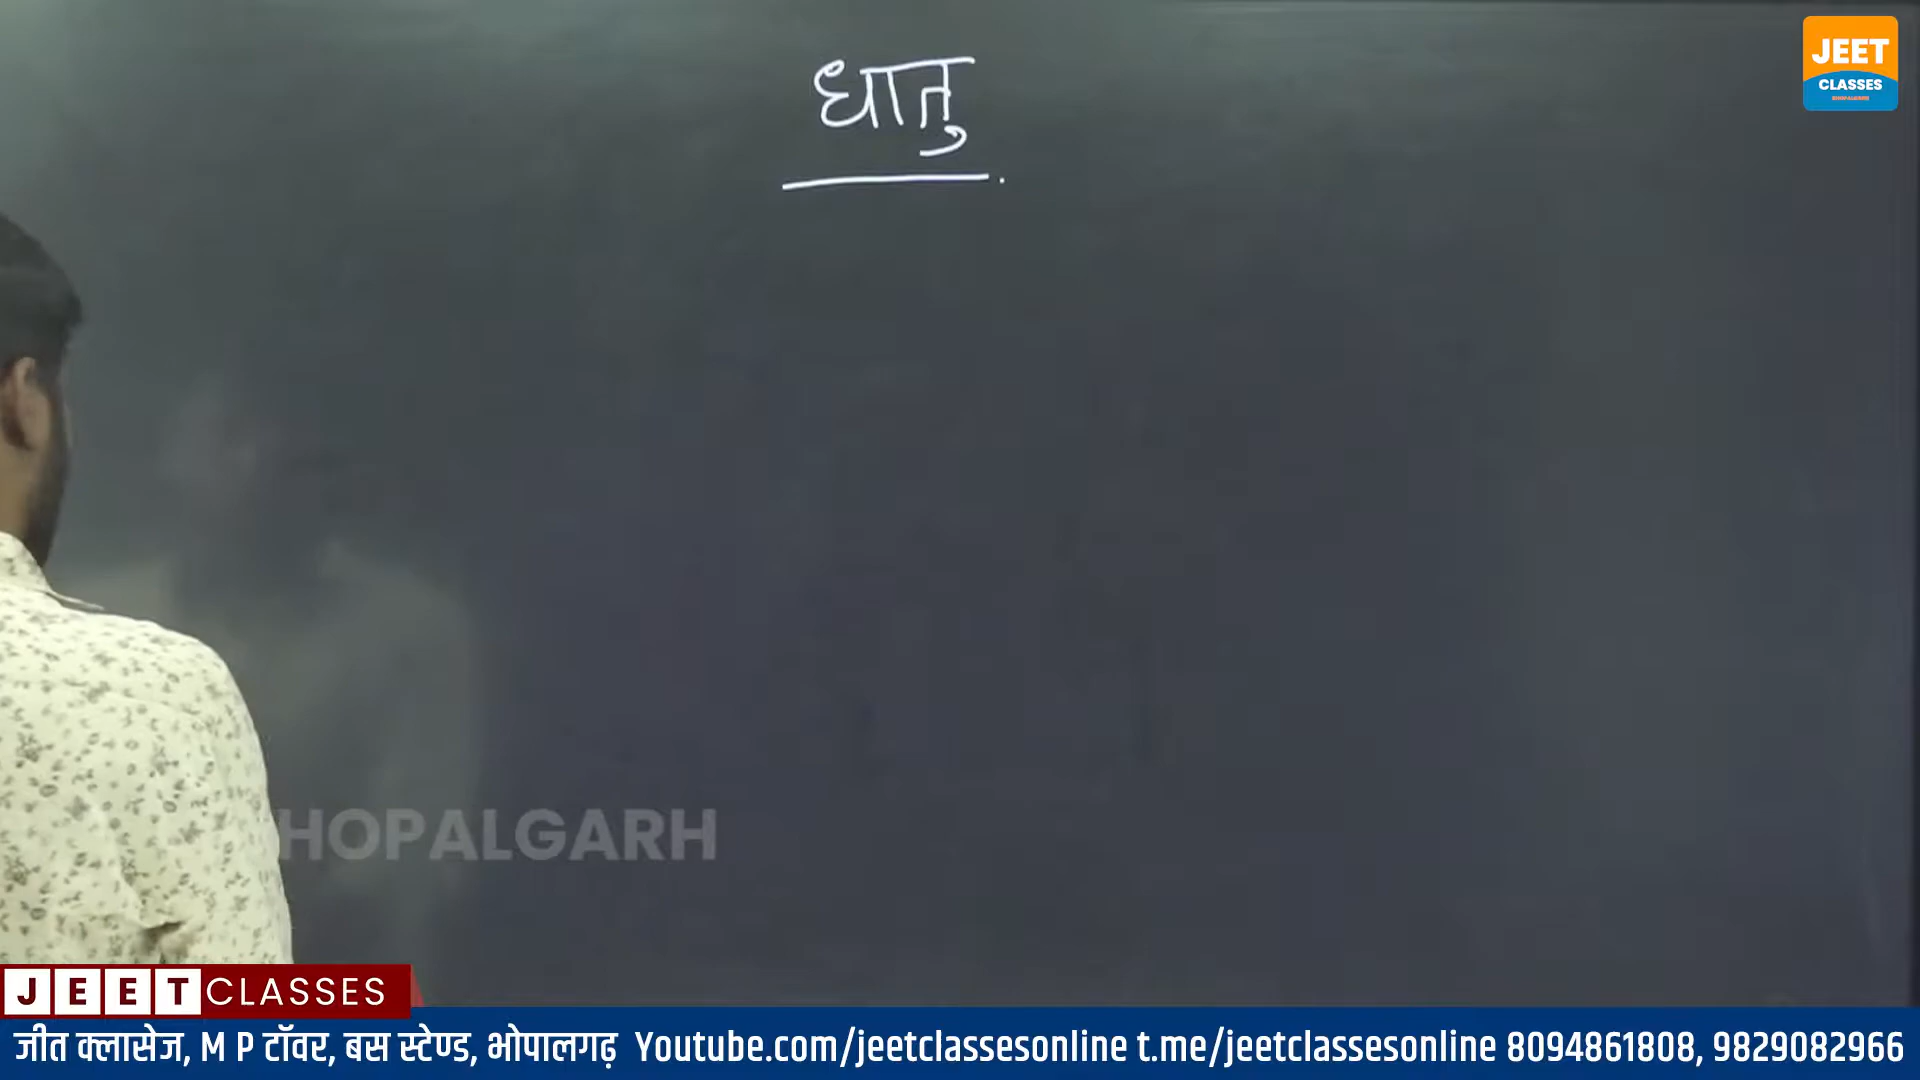 धातु
JEET
CLASSES
HOPALGARH
JEET CLASSES
जीत क्लासेज, M P टॉवर, बस स्टेण्ड, भोपालगढ़ Youtube.com/jeetclassesonline t.me/jeetclassesonline 8094861808, 9829082966